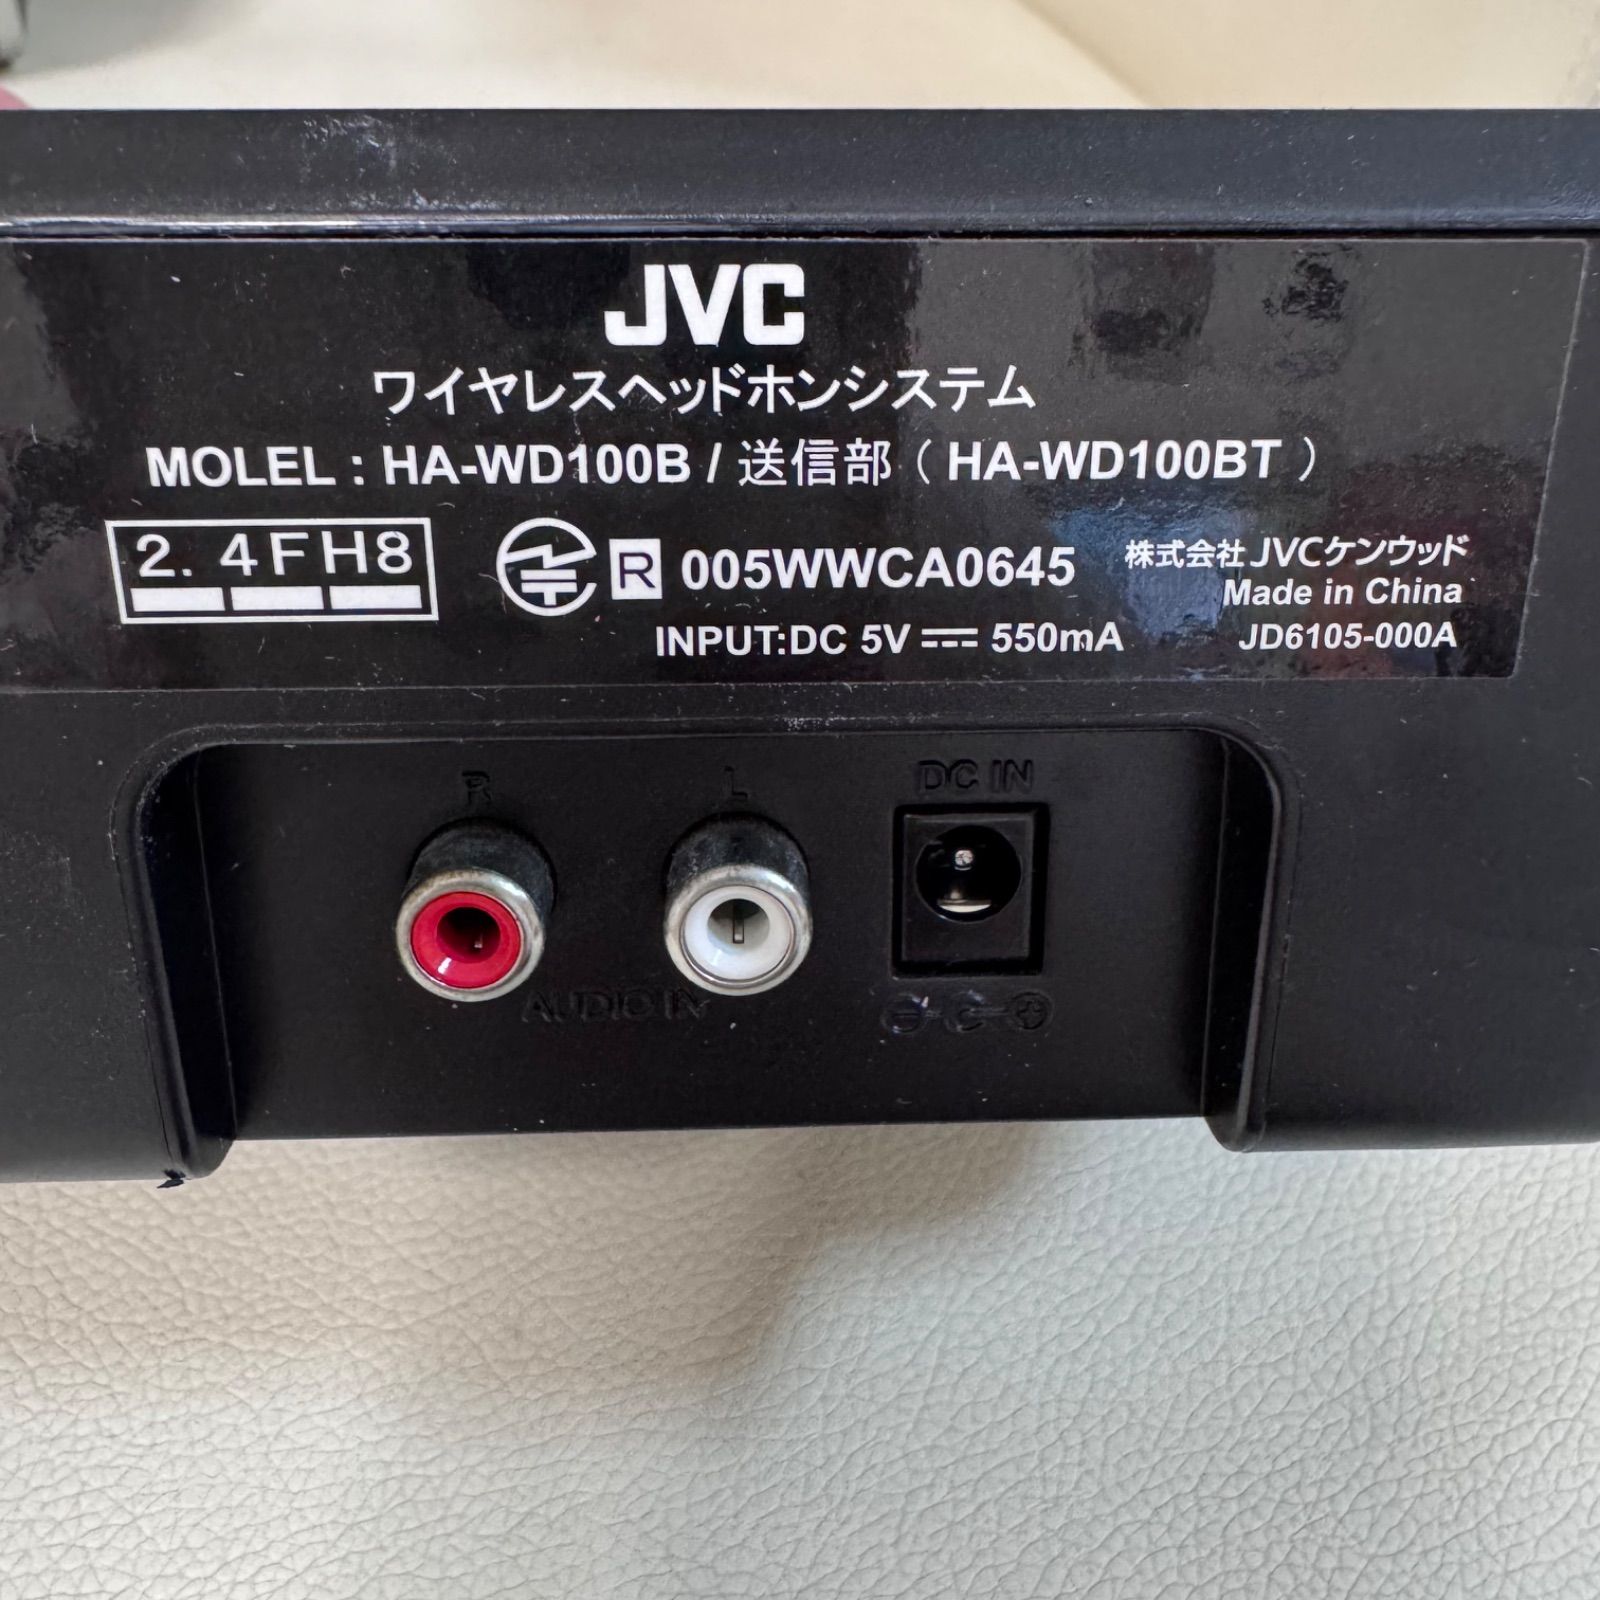 JVC
ワイヤレスヘッドホンシステム
MOLEL : HA-WD100B / 送信部 ( HA-WD100BT )
2.4FH8
R 005WWCA0645
株式会社JVCケンウッド
Made in China
INPUT:DC 5V ⎓ 550mA
JD6105-000A
R L DC IN
AUDIO IN